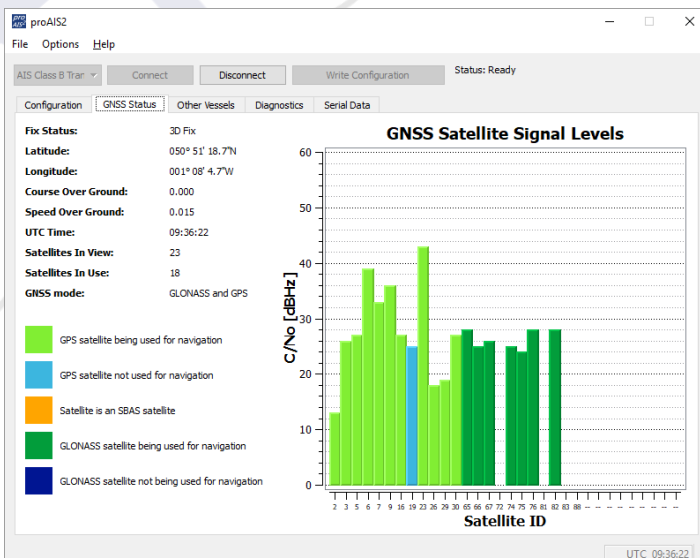 proAIS2
File Options Help
AIS Class B Tran Connect Disconnect Write Configuration Status: Ready
Configuration GNSS Status Other Vessels Diagnostics Serial Data
Fix Status: 3D Fix
Latitude: 050° 51' 18.7"N
Longitude: 001° 08' 4.7"W
Course Over Ground: 0.000
Speed Over Ground: 0.015
UTC Time: 09:36:22
Satellites In View: 23
Satellites In Use: 18
GNSS mode: GLONASS and GPS
GPS satellite being used for navigation
GPS satellite not used for navigation
Satellite is an SBAS satellite
GLONASS satellite being used for navigation
GLONASS satellite not being used for navigation
GNSS Satellite Signal Levels
C/No [dBHz]
60
50
40
30
20
10
0
2 3 5 6 7 9 16 19 23 26 29 30 65 66 67 72 74 75 76 81 82 83 88 -- -- -- -- -- -- -- -- --
Satellite ID
UTC 09:36:22